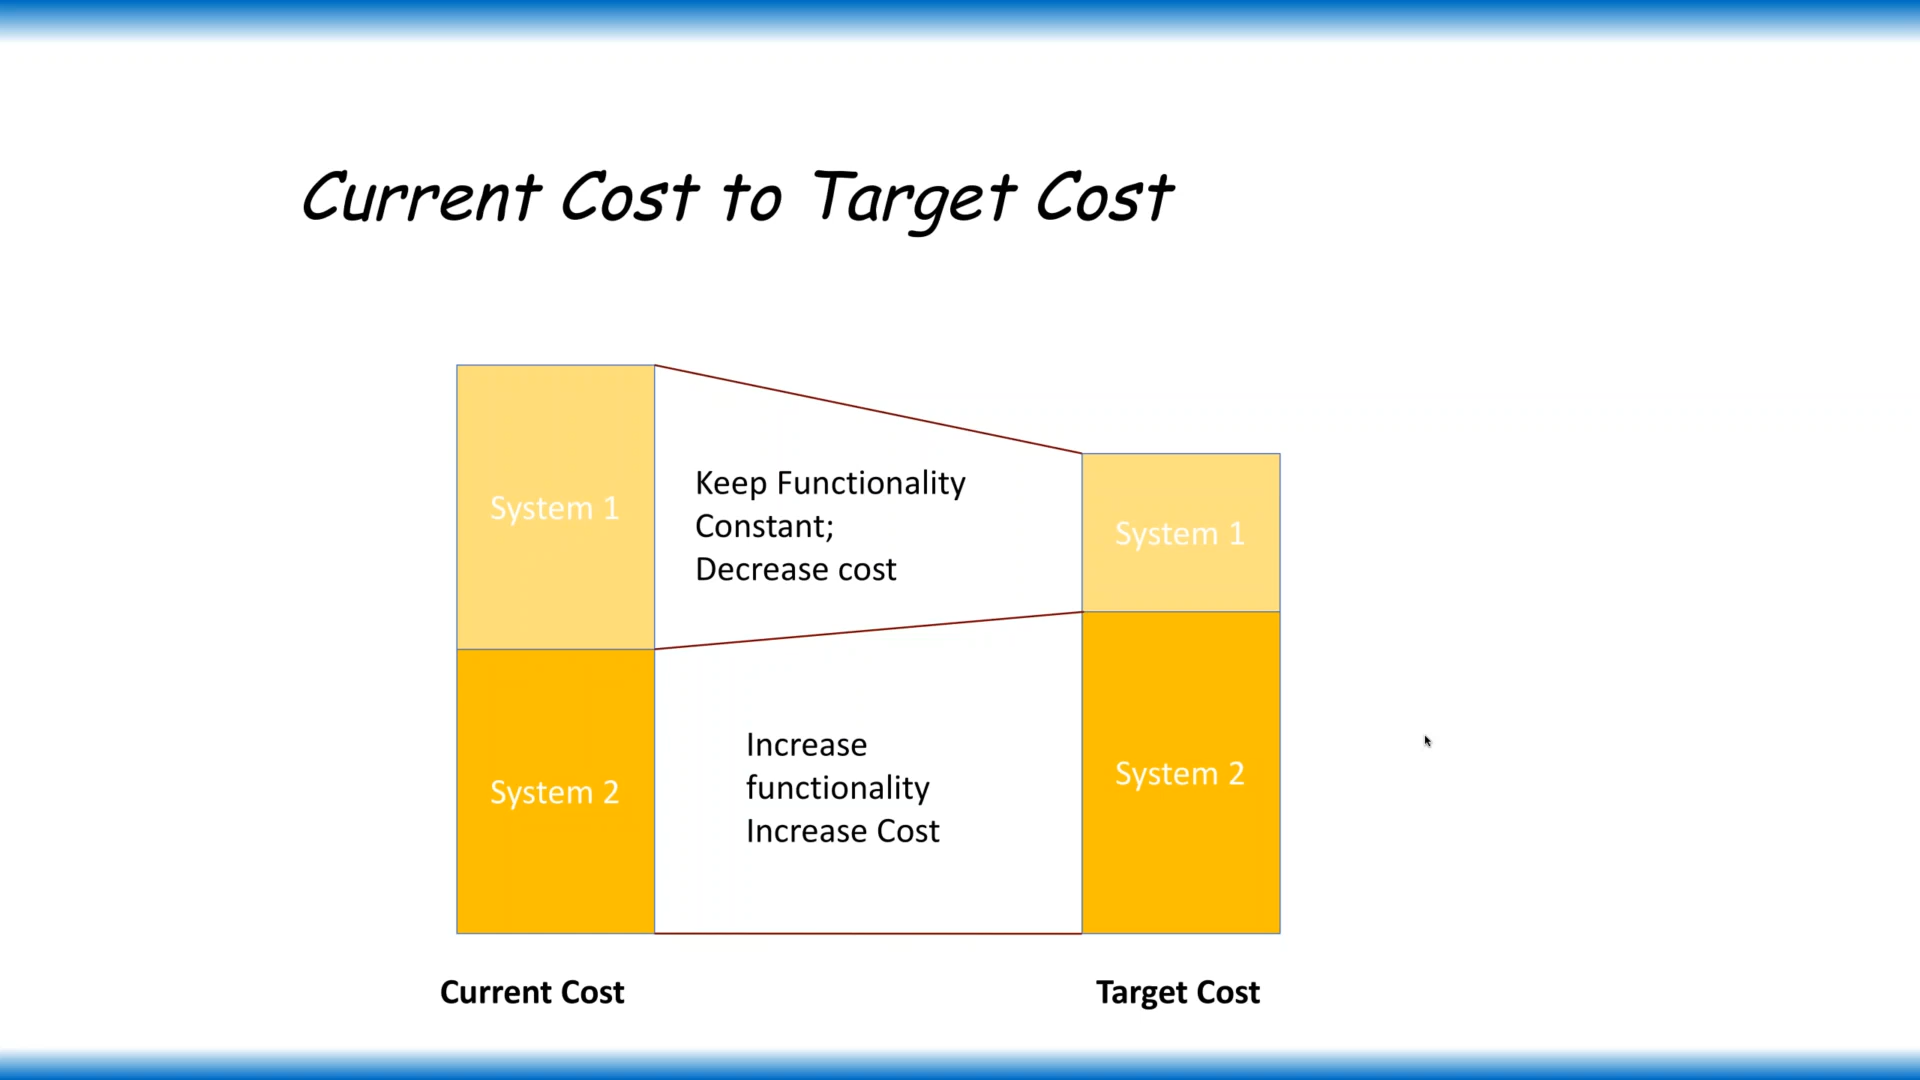 Current Cost to Target Cost
System 1
Keep Functionality
Constant;
Decrease cost
System 1
System 2
Increase
functionality
Increase Cost
System 2
Current Cost
Target Cost